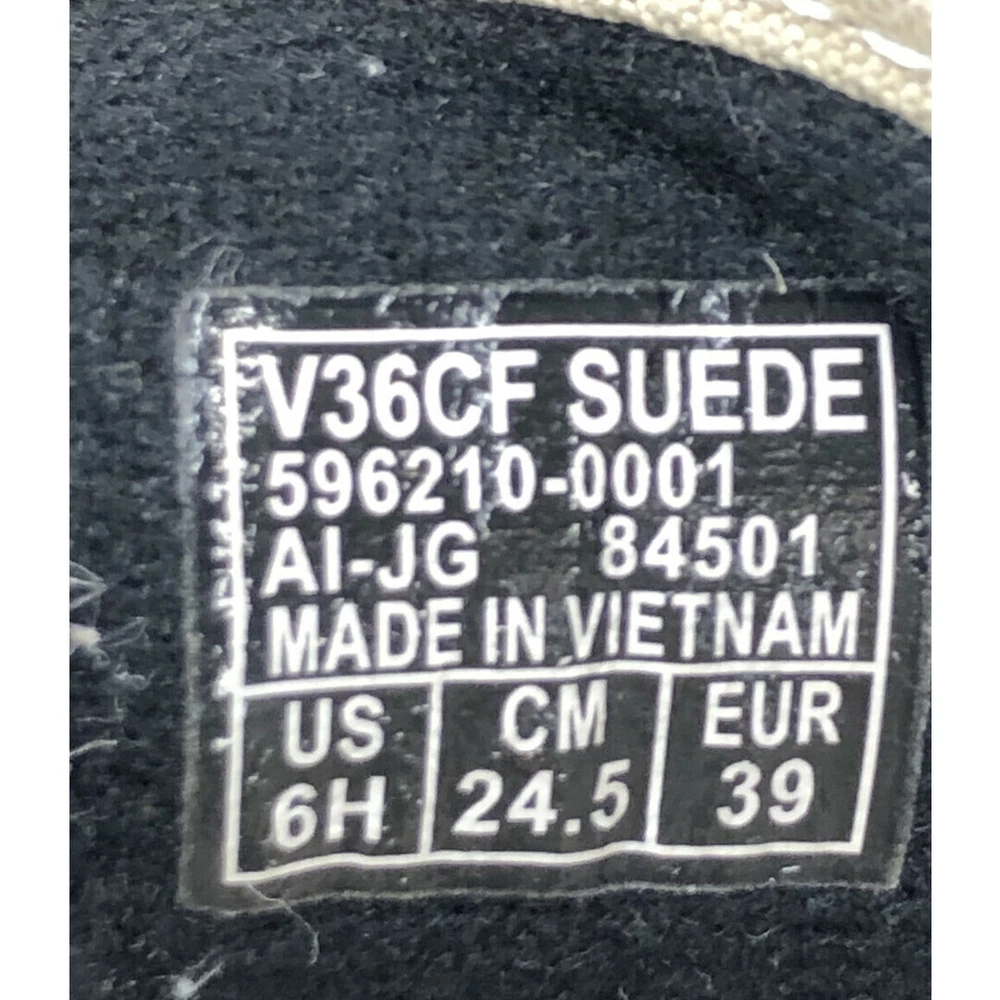 V36CF SUEDE
596210-0001
AI-JG 84501
MADE IN VIETNAM
US CM EUR
6H 24.5 39